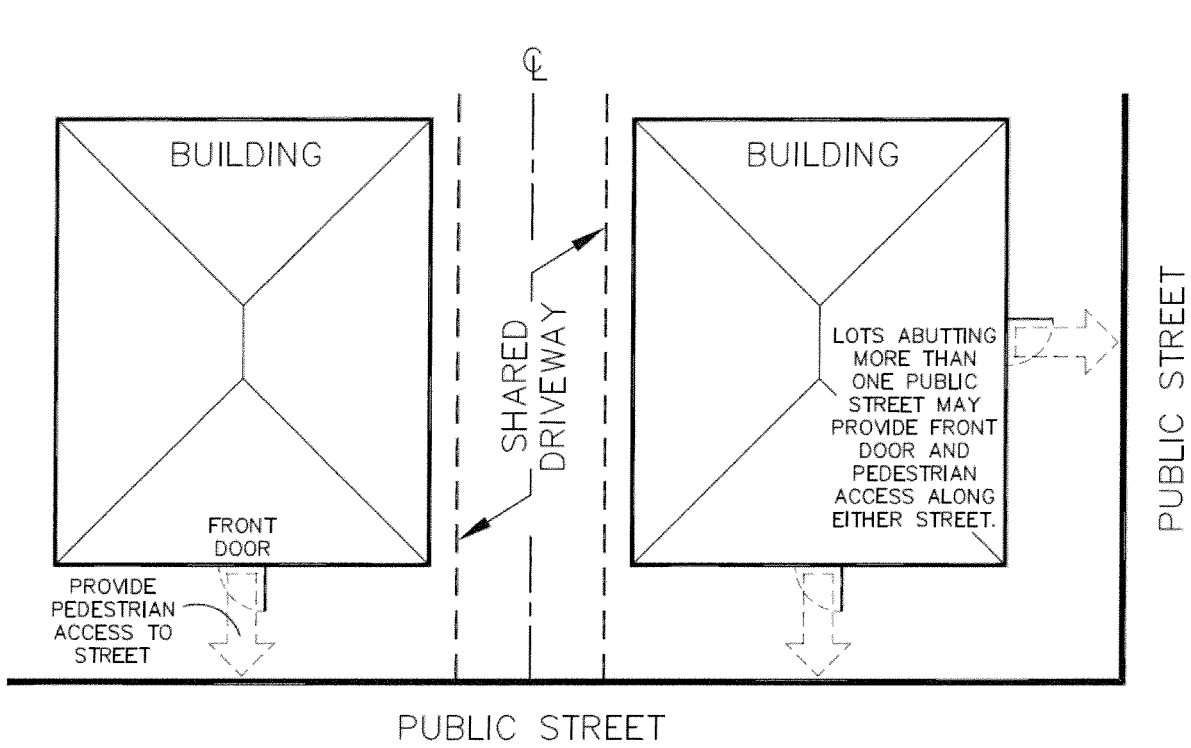 ℄
BUILDING
BUILDING
SHARED
DRIVEWAY
LOTS ABUTTING
MORE THAN
ONE PUBLIC
STREET MAY
PROVIDE FRONT
DOOR AND
PEDESTRIAN
ACCESS ALONG
EITHER STREET.
FRONT
DOOR
PROVIDE
PEDESTRIAN
ACCESS TO
STREET
PUBLIC STREET
PUBLIC STREET